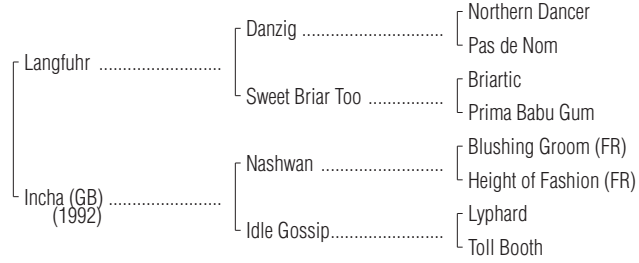 Northern Dancer
Danzig ........................................
Pas de Nom
Langfuhr ..................................
Briartic
Sweet Briar Too .....................
Prima Babu Gum
Blushing Groom (FR)
Nashwan ...................................
Height of Fashion (FR)
Incha (GB) ................................
(1992)
Lyphard
Idle Gossip................................
Toll Booth